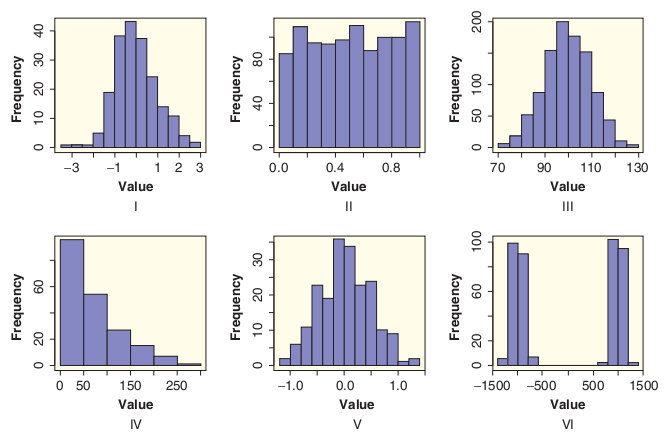 Frequency
0 10 20 30 40
−3 −1 1 2 3
Value
I
Frequency
0 40 80
0.0 0.4 0.8
Value
II
Frequency
0 50 100 200
70 90 110 130
Value
III
Frequency
0 20 60
0 50 150 250
Value
IV
Frequency
0 10 20 30
−1.0 0.0 1.0
Value
V
Frequency
0 20 60 100
−1500 −500 500 1500
Value
VI